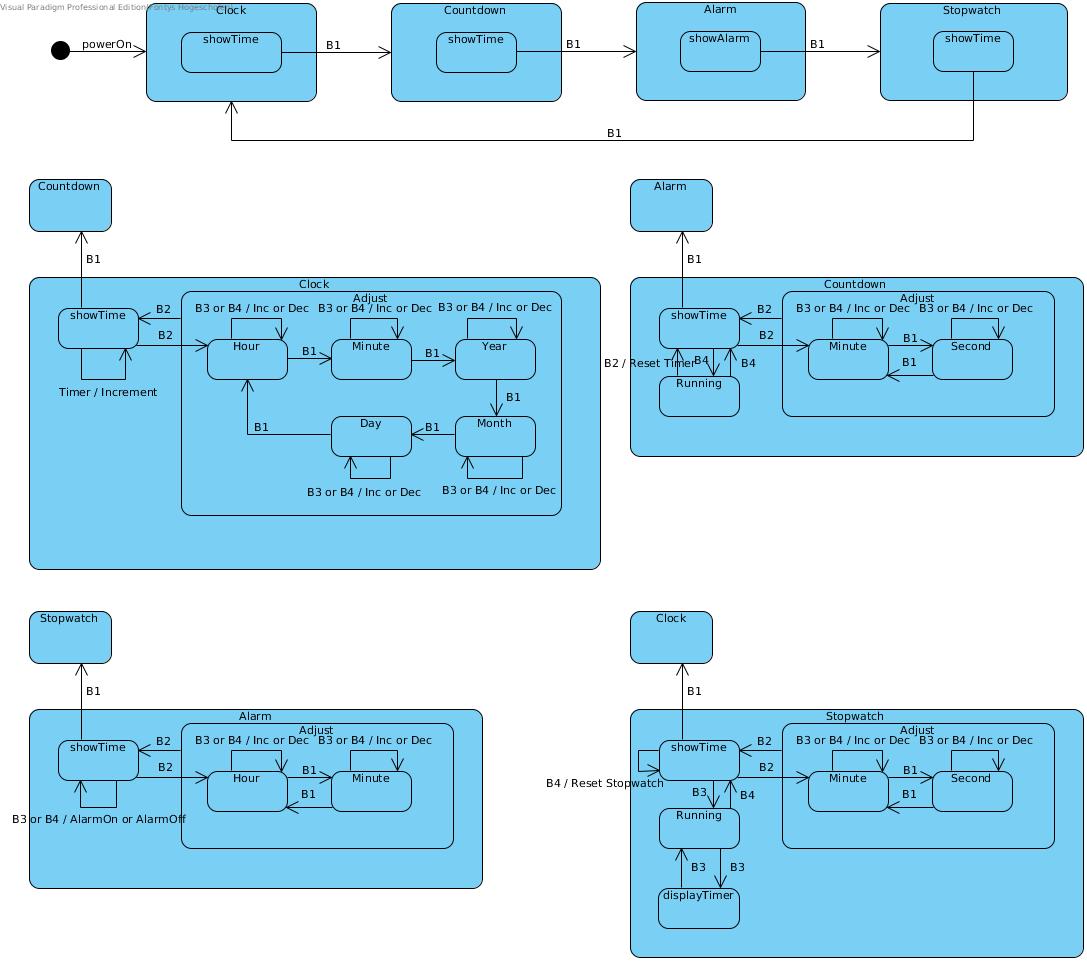 Visual Paradigm Professional Edition(Fontys Hogescho
Clock
Countdown
Alarm
Stopwatch
showTime
showTime
showAlarm
showTime
powerOn
B1
B1
B1
B1
Countdown
B1
Clock
Adjust
showTime
B2
B2
Timer / Increment
B3 or B4 / Inc or Dec
B3 or B4 / Inc or Dec
B3 or B4 / Inc or Dec
Hour
B1
Minute
B1
Year
B1
B1
Day
B1
Month
B3 or B4 / Inc or Dec
B3 or B4 / Inc or Dec
Alarm
B1
Countdown
Adjust
showTime
B2
B2
B3 or B4 / Inc or Dec
B3 or B4 / Inc or Dec
Minute
B1
B1
Second
B2 / Reset Timer
B4
B4
Running
Stopwatch
B1
Alarm
Adjust
showTime
B2
B2
B3 or B4 / Inc or Dec
B3 or B4 / Inc or Dec
Hour
B1
B1
Minute
B3 or B4 / AlarmOn or AlarmOff
Clock
B1
Stopwatch
Adjust
showTime
B2
B2
B3 or B4 / Inc or Dec
B3 or B4 / Inc or Dec
Minute
B1
B1
Second
B4 / Reset Stopwatch
B3
B4
Running
B3
B3
displayTimer